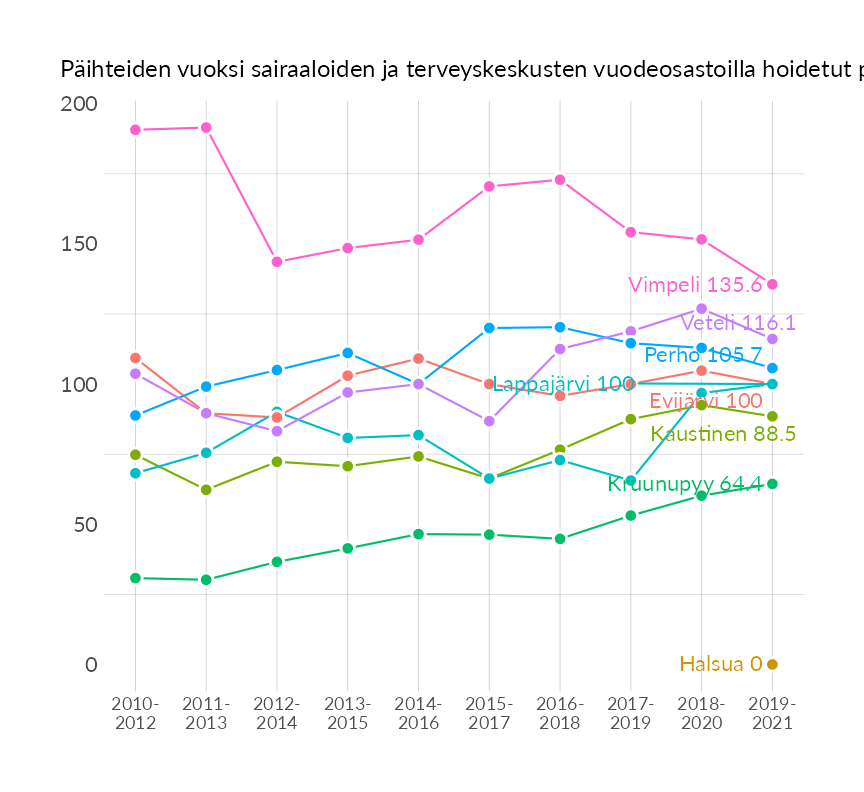 Päihteiden vuoksi sairaaloiden ja terveyskeskusten vuodeosastoilla hoidetut
200
150
100
50
0
Vimpeli 135.6
Veteli 116.1
Perho 105.7
Lappajärvi 100
Evijärvi 100
Kaustinen 88.5
Kruunupyy 64.4
Halsua 0
2010- 2011- 2012- 2013- 2014- 2015- 2016- 2017- 2018- 2019-
2012 2013 2014 2015 2016 2017 2018 2019 2020 2021